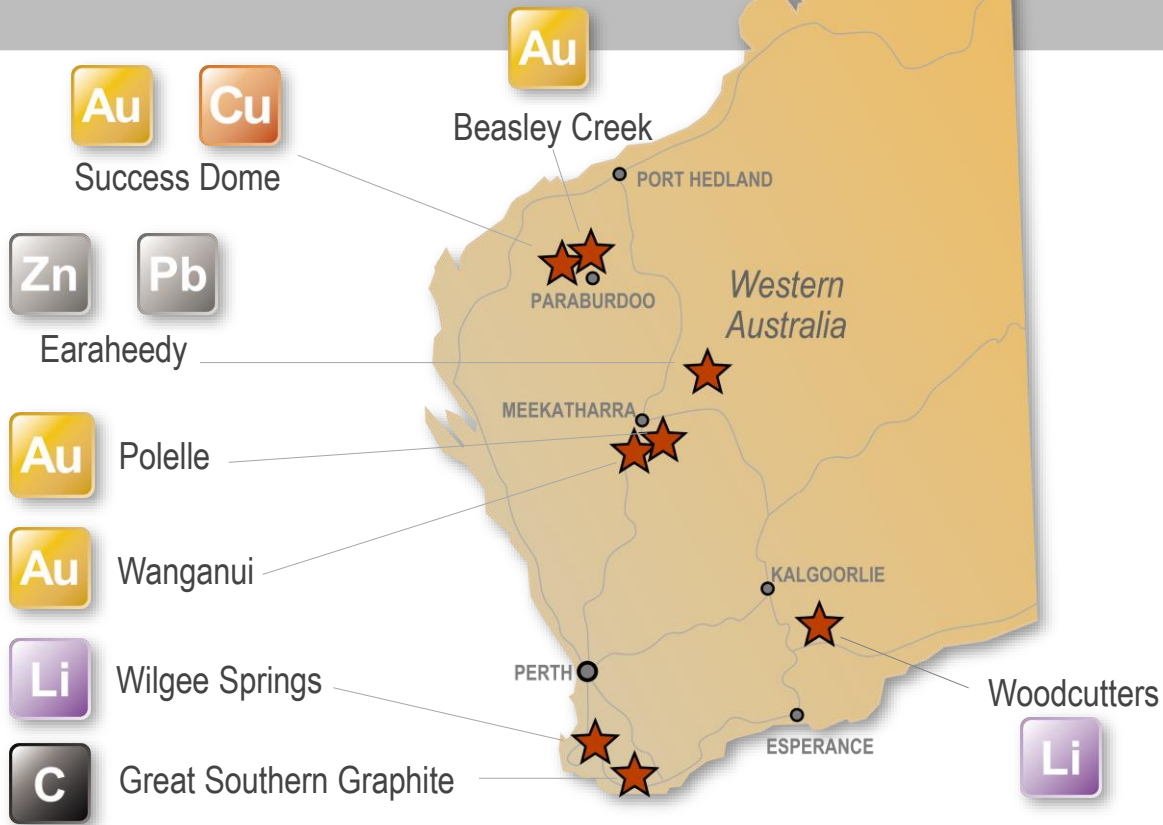 Au
Au Cu
Beasley Creek
Success Dome
PORT HEDLAND
Zn Pb
PARABURDOO
Western
Australia
Earaheedy
MEEKATHARRA
Au Polelle
Au Wanganui
KALGOORLIE
Li Wilgee Springs
PERTH
Woodcutters
ESPERANCE
Li
C Great Southern Graphite